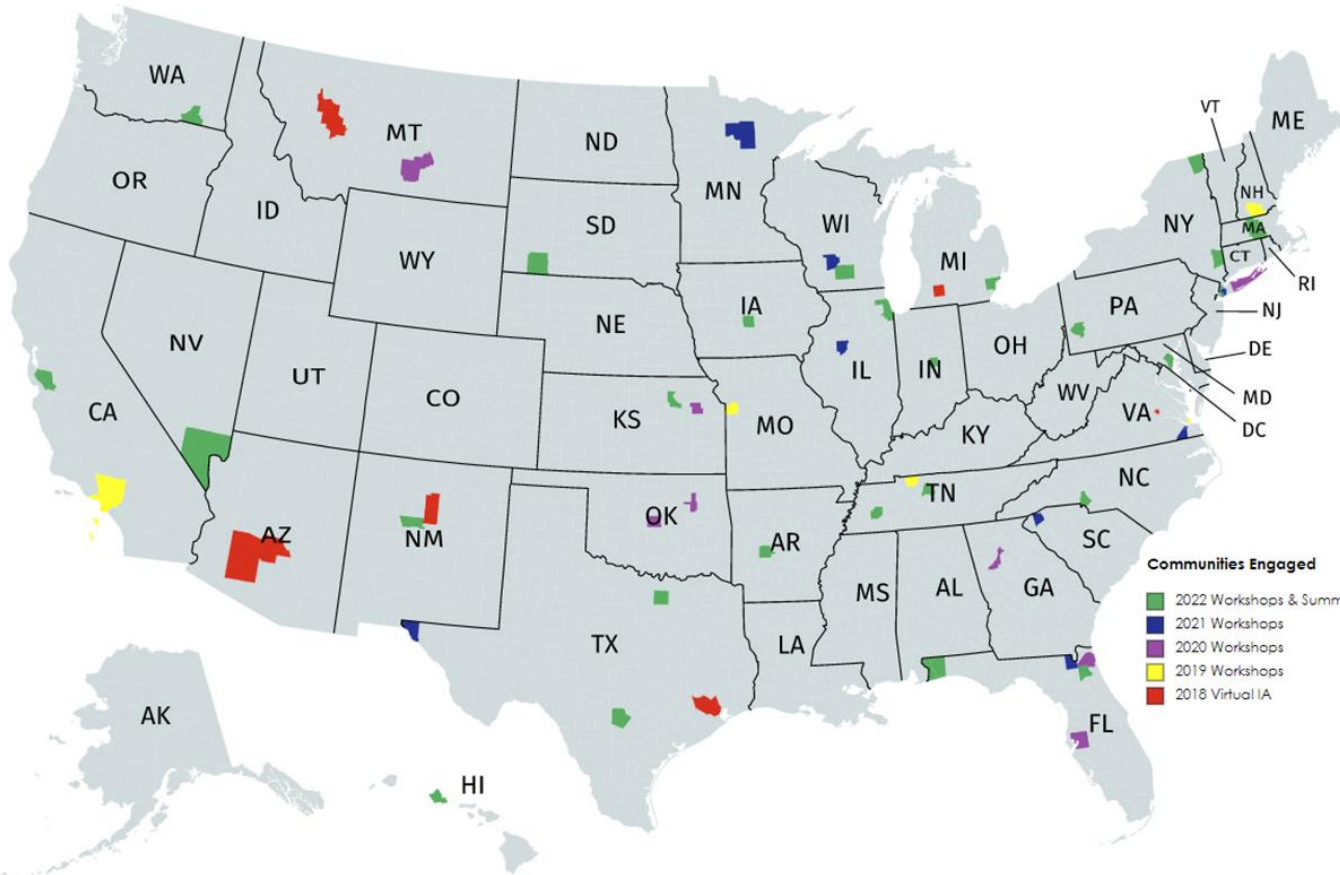 WA
MT
ND
MN
VT
ME
OR
ID
SD
WI
MI
NY
NH
MA
CT
RI
WY
IA
PA
NJ
NV
NE
IL
IN
OH
DE
UT
CO
KS
MO
WV
VA
MD
DC
CA
KY
AZ
NM
OK
AR
TN
NC
SC
MS
AL
GA
TX
LA
FL
AK
HI
Communities Engaged
2022 Workshops & Summ
2021 Workshops
2020 Workshops
2019 Workshops
2018 Virtual IA